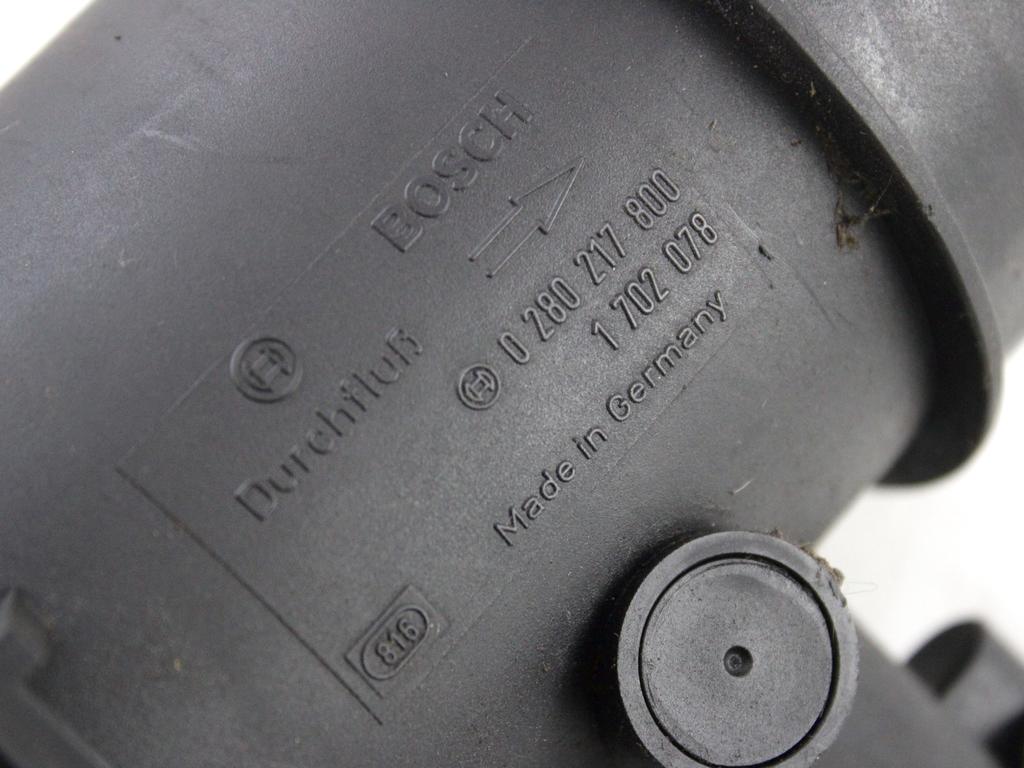 BOSCH
Durchfluß
0 280 217 800
1 702 078
Made in Germany
816